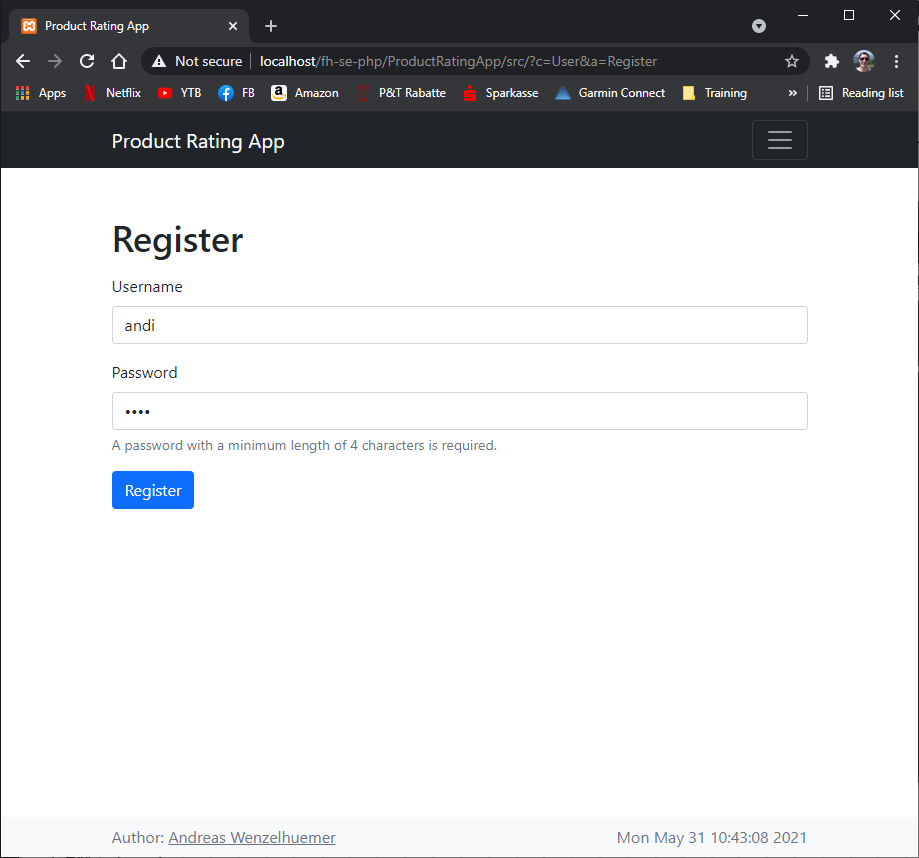 Product Rating App
Not secure localhost/fh-se-php/ProductRatingApp/src/?c=User&a=Register
Apps Netflix YTB FB Amazon P&T Rabatte Sparkasse Garmin Connect Training » Reading list
Product Rating App
Register
Username
andi
Password
••••
A password with a minimum length of 4 characters is required.
Register
Author: Andreas Wenzelhuemer Mon May 31 10:43:08 2021